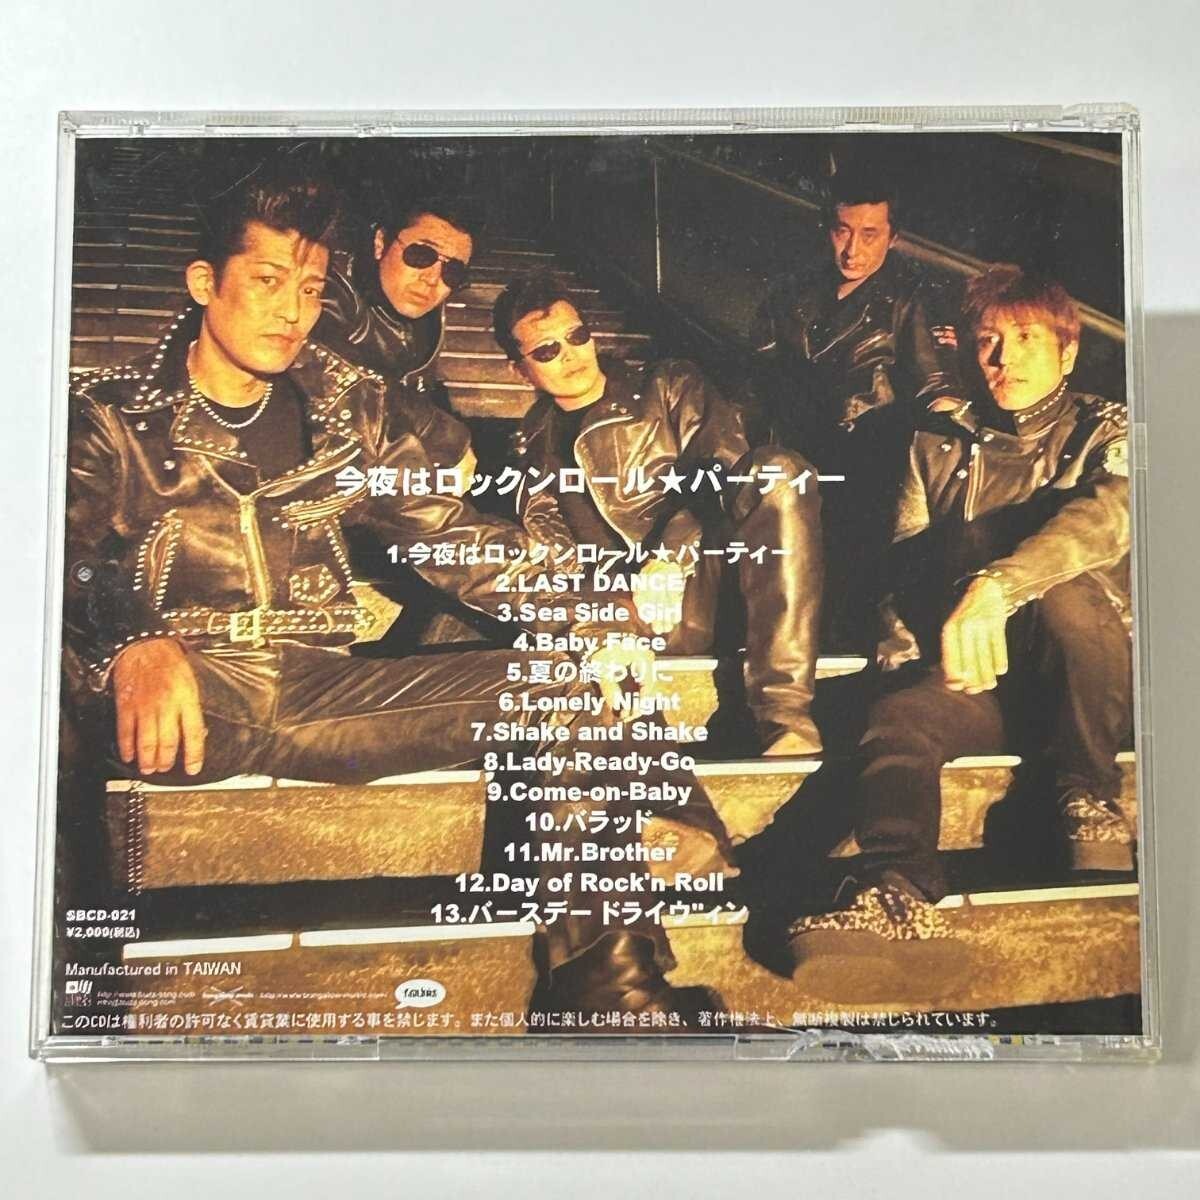 今夜はロックンロール★パーティー
1.今夜はロックンロール★パーティー
2.LAST DANCE
3.Sea Side Girl
4.Baby Face
5.夏の終わりに
6.Lonely Night
7.Shake and Shake
8.Lady-Ready-Go
9.Come-on-Baby
10.バラッド
11.Mr.Brother
12.Day of Rock'n Roll
13.バースデー ドライヴィン
SBCD-021
¥2,000(税込)
Manufactured in TAIWAN
このCDは権利者の許可なく賃貸業に使用する事を禁じます。また個人的に楽しむ場合を除き、著作権法上、無断複製は禁じられています。